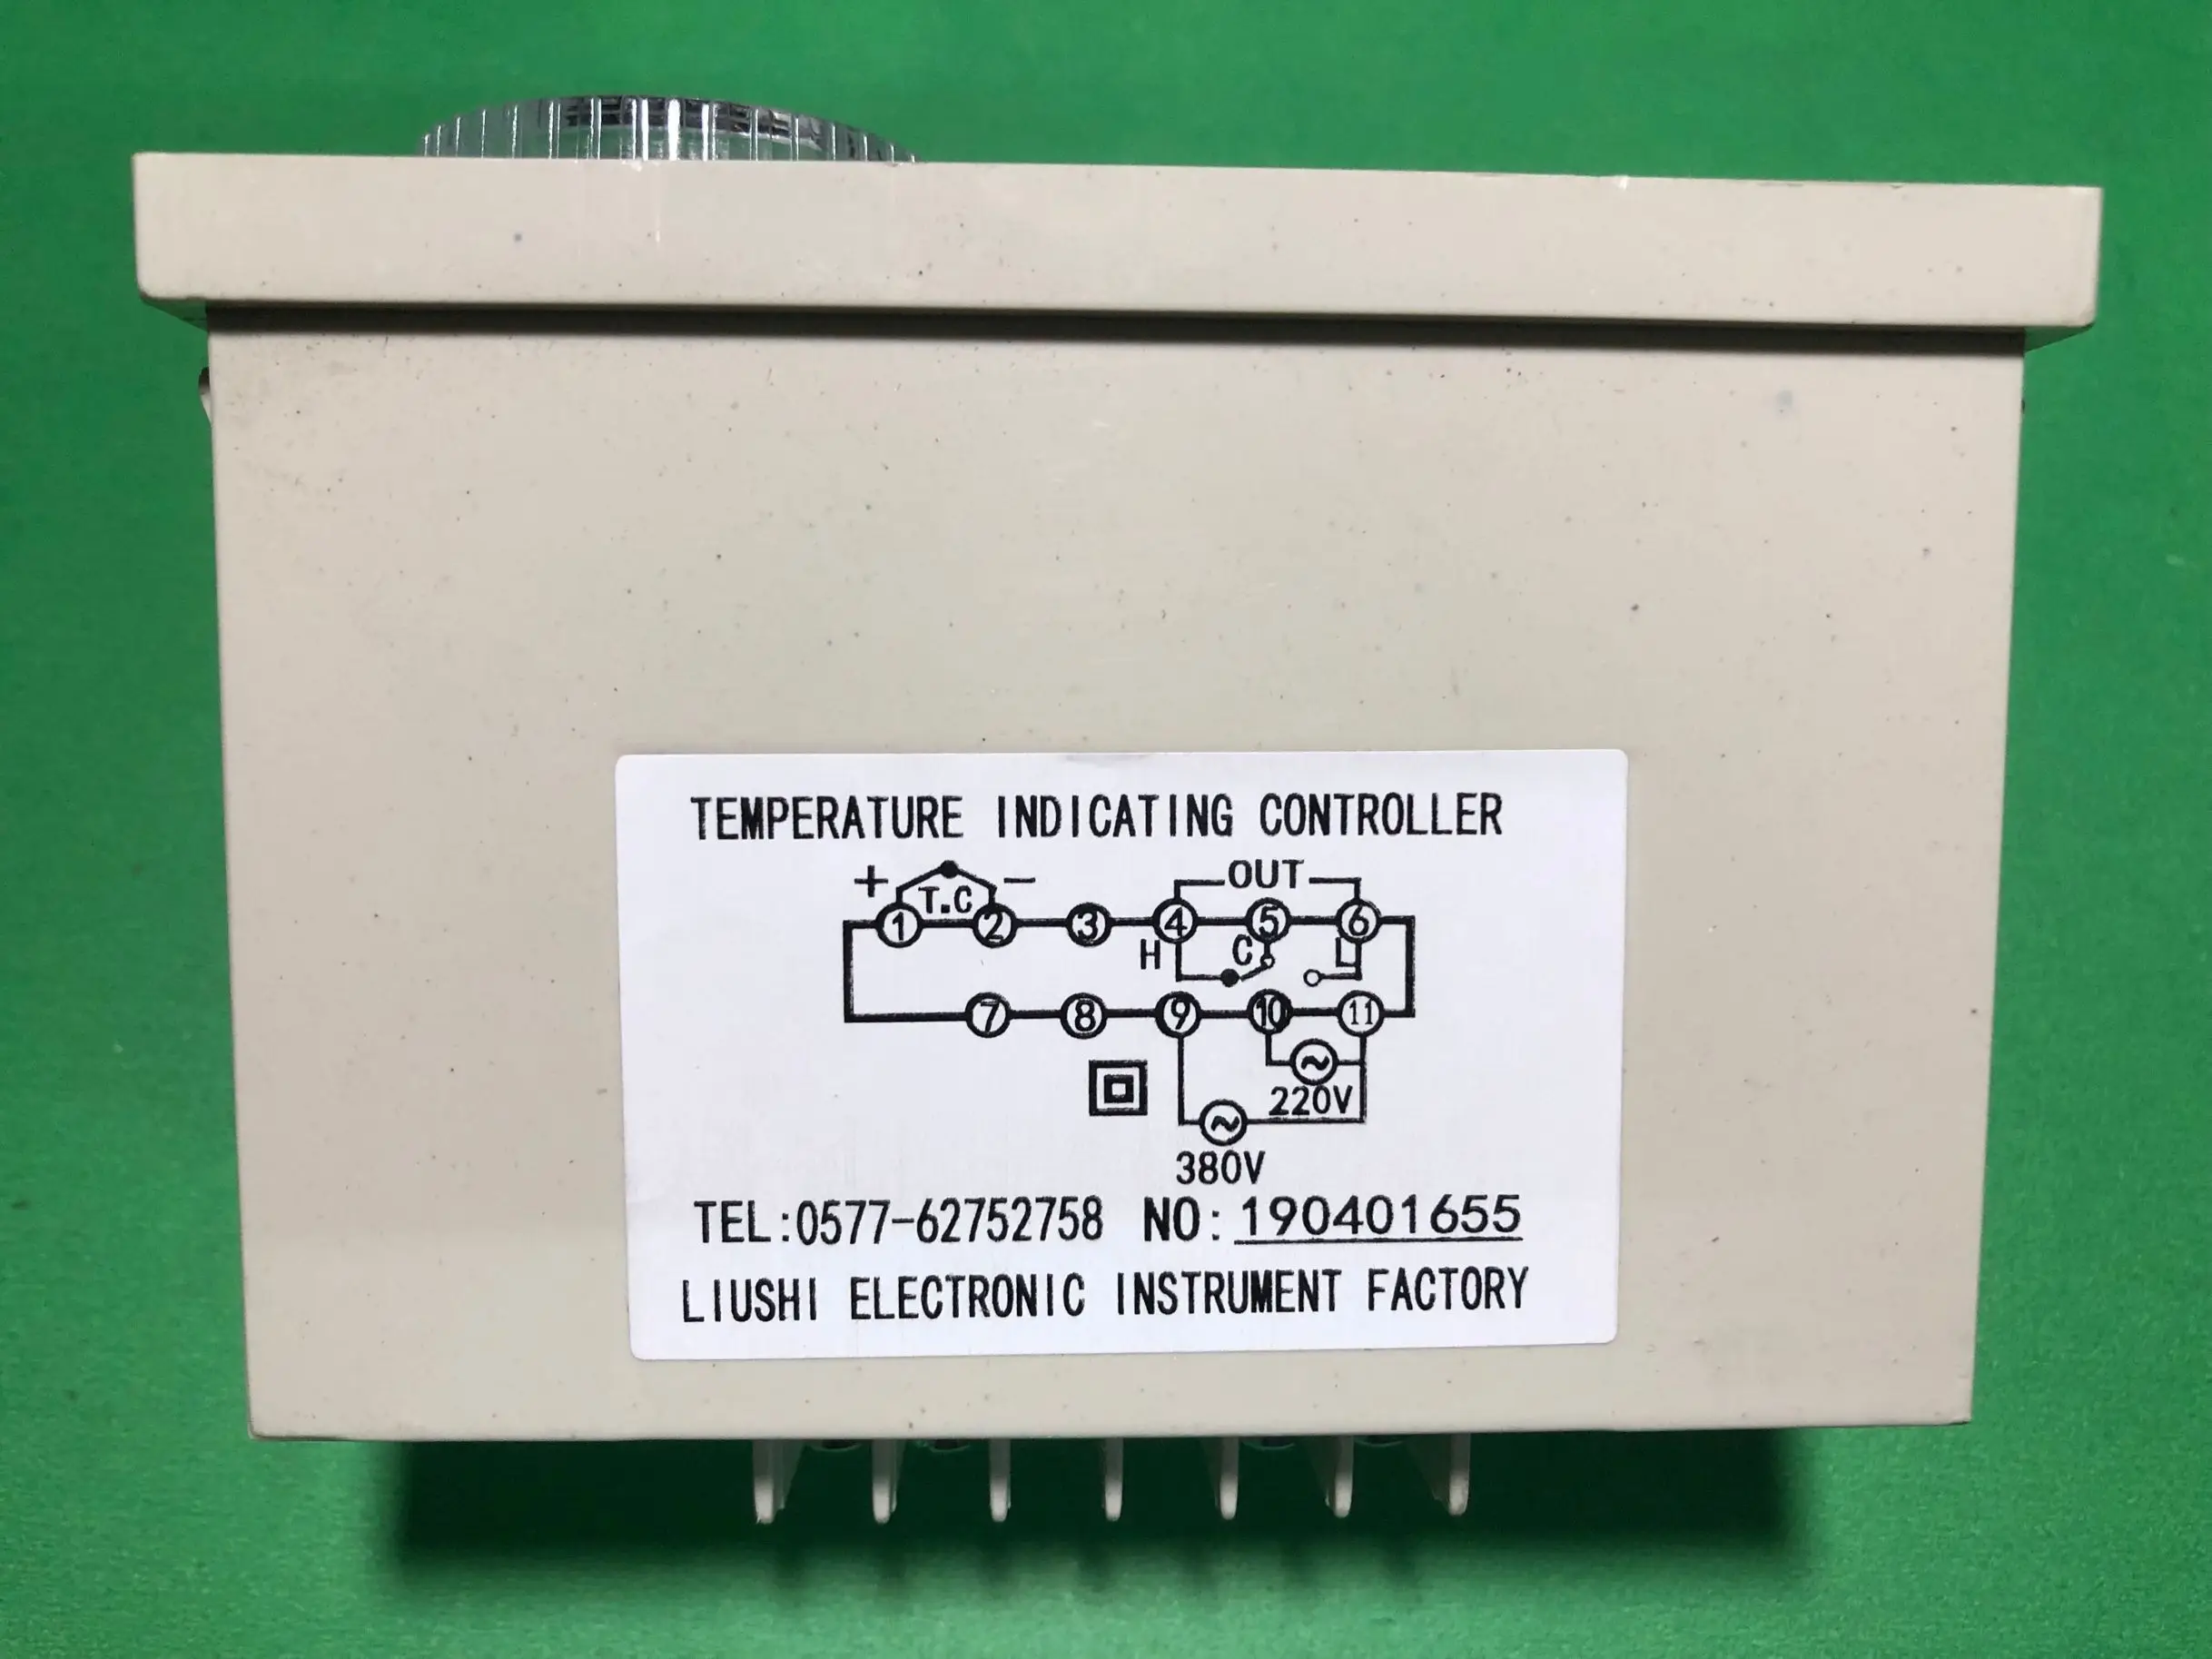 TEMPERATURE INDICATING CONTROLLER
+ T.C - OUT
1 2 3 4 5 6
H C L
7 8 9 10 11
220V
380V
TEL:0577-62752758 NO:190401655
LIUSHI ELECTRONIC INSTRUMENT FACTORY